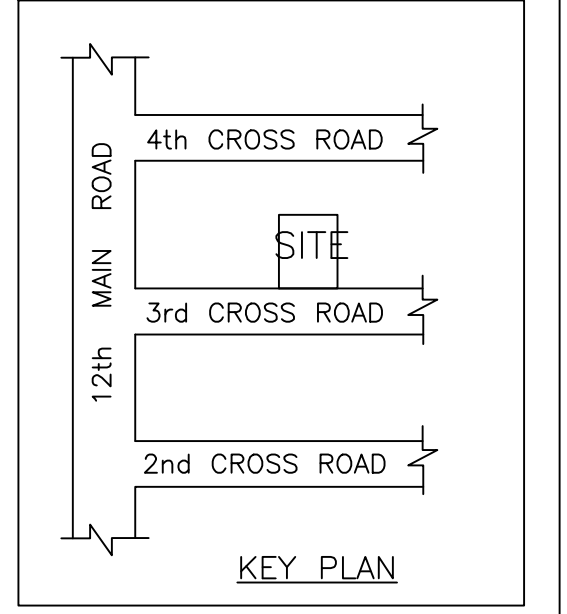 4th CROSS ROAD
12th MAIN ROAD
SITE
3rd CROSS ROAD
2nd CROSS ROAD
KEY PLAN